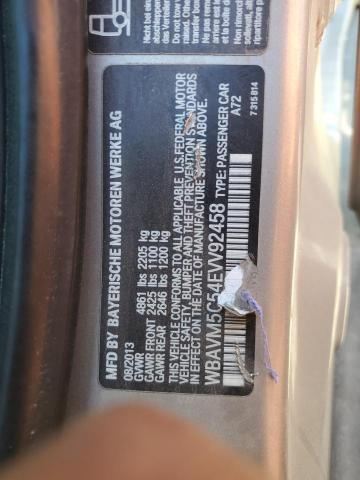 MFD BY BAYERISCHE MOTOREN WERKE AG
08/2013
GVWR 4861 lbs 2205 kg
GAWR FRONT 2425 lbs 1100 kg
GAWR REAR 2646 lbs 1200 kg
THIS VEHICLE CONFORMS TO ALL APPLICABLE U.S. FEDERAL MOTOR
VEHICLE SAFETY, BUMPER AND THEFT PREVENTION STANDARDS
IN EFFECT ON THE DATE OF MANUFACTURE SHOWN ABOVE.
WBAVM5C54EVV92458 TYPE: PASSENGER CAR
A72
7 315 814